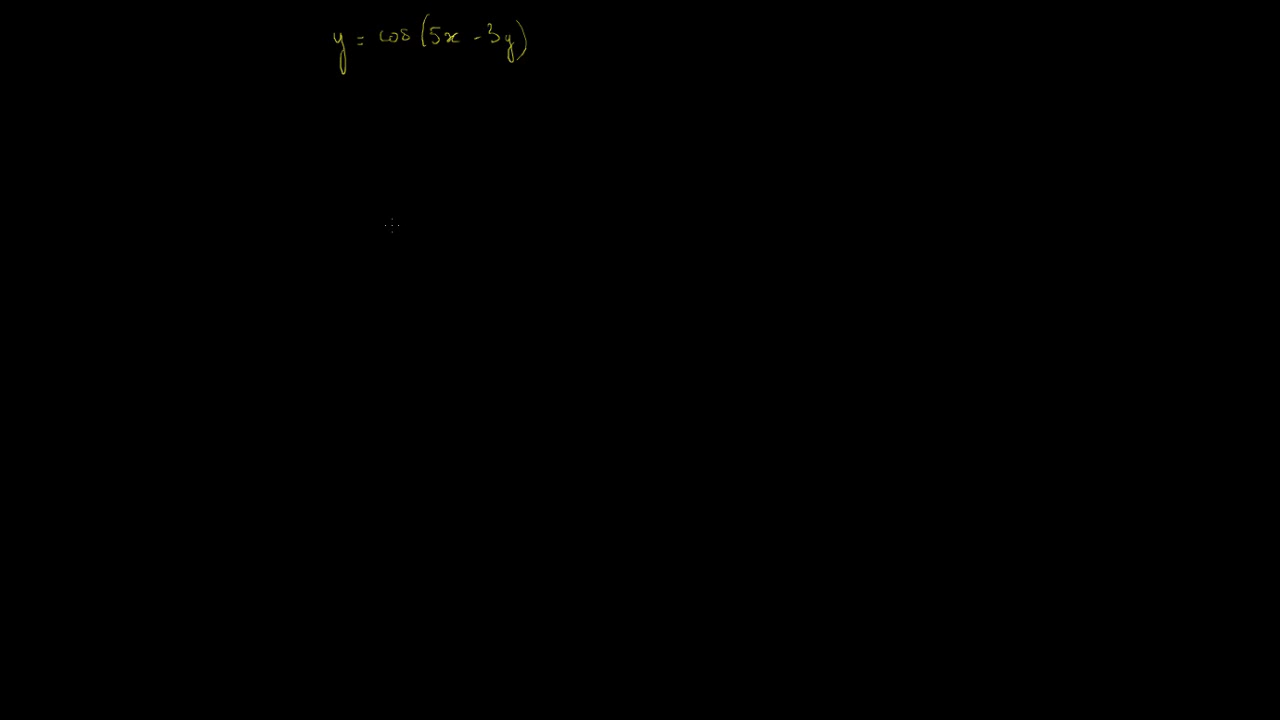 y = cos(5x - 3y)